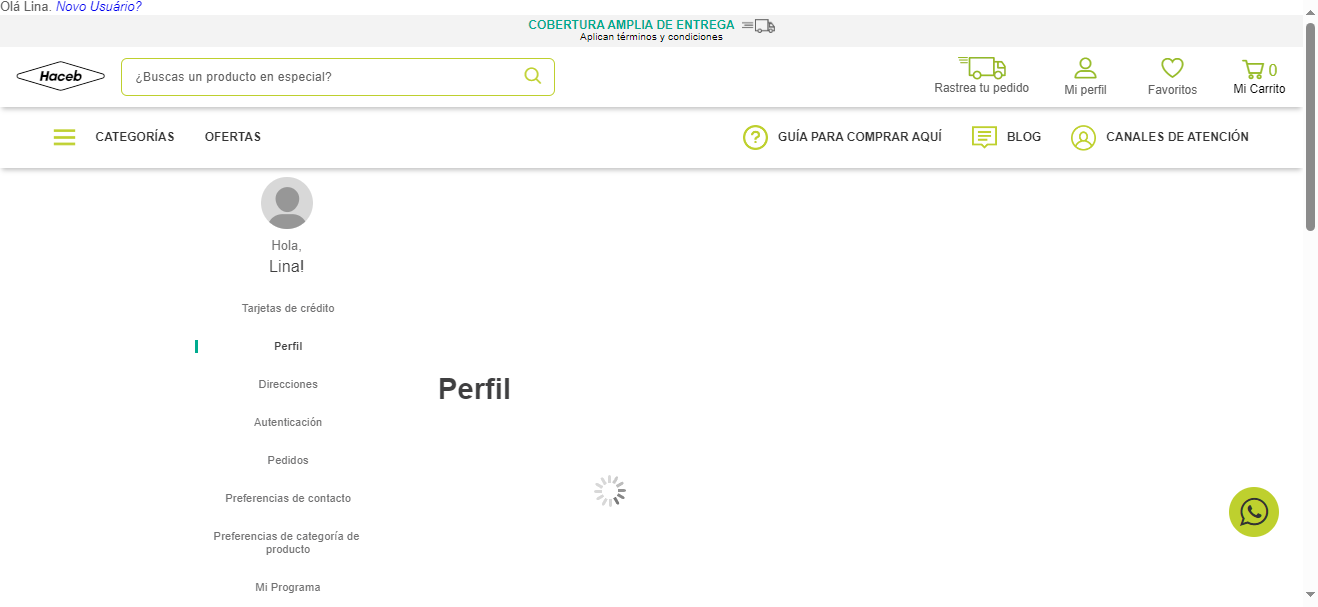 Olá Lina. Novo Usuário?
COBERTURA AMPLIA DE ENTREGA
Aplican términos y condiciones
Haceb
¿Buscas un producto en especial?
Rastrea tu pedido
Mi perfil
Favoritos
0
Mi Carrito
CATEGORÍAS
OFERTAS
?
GUÍA PARA COMPRAR AQUÍ
BLOG
CANALES DE ATENCIÓN
Hola,
Lina!
Tarjetas de crédito
Perfil
Direcciones
Autenticación
Pedidos
Preferencias de contacto
Preferencias de categoría de
producto
Mi Programa
Perfil